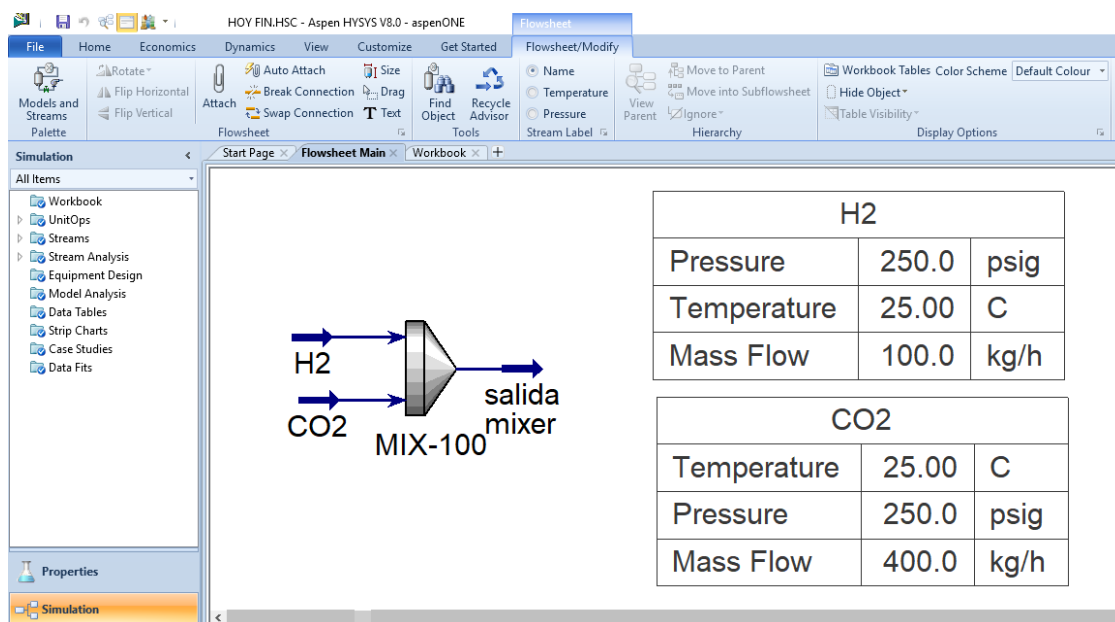 HOY FIN.HSC - Aspen HYSYS V8.0 - aspenONE
Flowsheet
File Home Economics Dynamics View Customize Get Started Flowsheet/Modify
Models and Streams
Rotate
Flip Horizontal
Flip Vertical
Palette
Attach
Auto Attach
Break Connection
Swap Connection
Size
Drag
Text
Flowsheet
Find Object
Recycle Advisor
Tools
Name
Temperature
Pressure
Stream Label
View Parent
Move to Parent
Move into Subflowsheet
Ignore
Hierarchy
Workbook Tables Color Scheme Default Colour
Hide Object
Table Visibility
Display Options
Simulation <
Start Page Flowsheet Main Workbook +
All Items
Workbook
UnitOps
Streams
Stream Analysis
Equipment Design
Model Analysis
Data Tables
Strip Charts
Case Studies
Data Fits
Properties
Simulation
H2
CO2
MIX-100
salida
mixer
H2
Pressure 250.0 psig
Temperature 25.00 C
Mass Flow 100.0 kg/h
CO2
Temperature 25.00 C
Pressure 250.0 psig
Mass Flow 400.0 kg/h